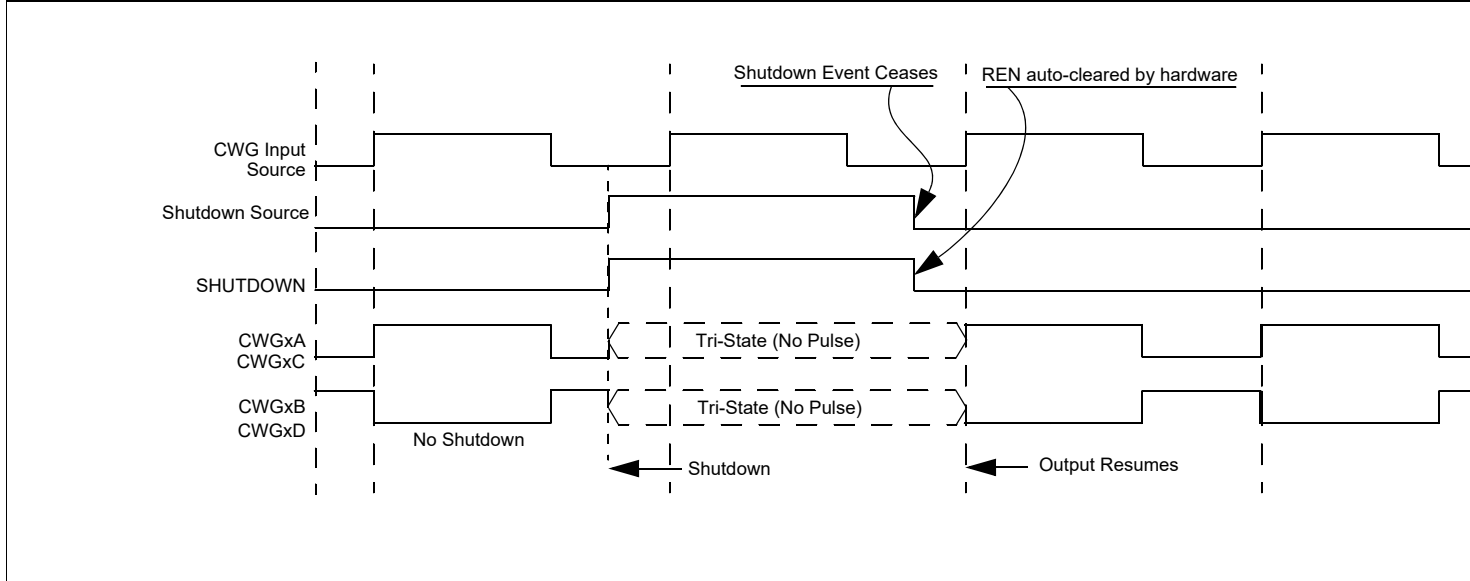 Shutdown Event Ceases
REN auto-cleared by hardware
CWG Input
Source
Shutdown Source
SHUTDOWN
CWGxA
CWGxC
Tri-State (No Pulse)
CWGxB
CWGxD
Tri-State (No Pulse)
No Shutdown
Shutdown
Output Resumes